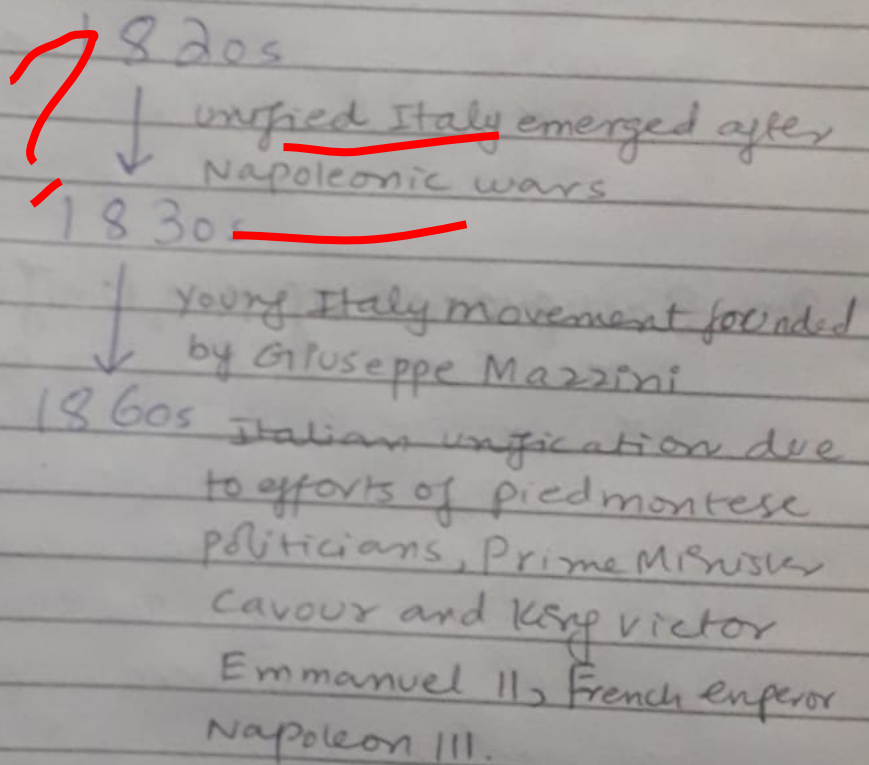 1820s
unified Italy emerged after
Napoleonic wars
1830s
Young Italy movement founded
by Giuseppe Mazzini
1860s Italian unification due
to efforts of piedmontese
politicians, Prime Minister
Cavour and King victor
Emmanuel II, French enperor
Napoleon III.